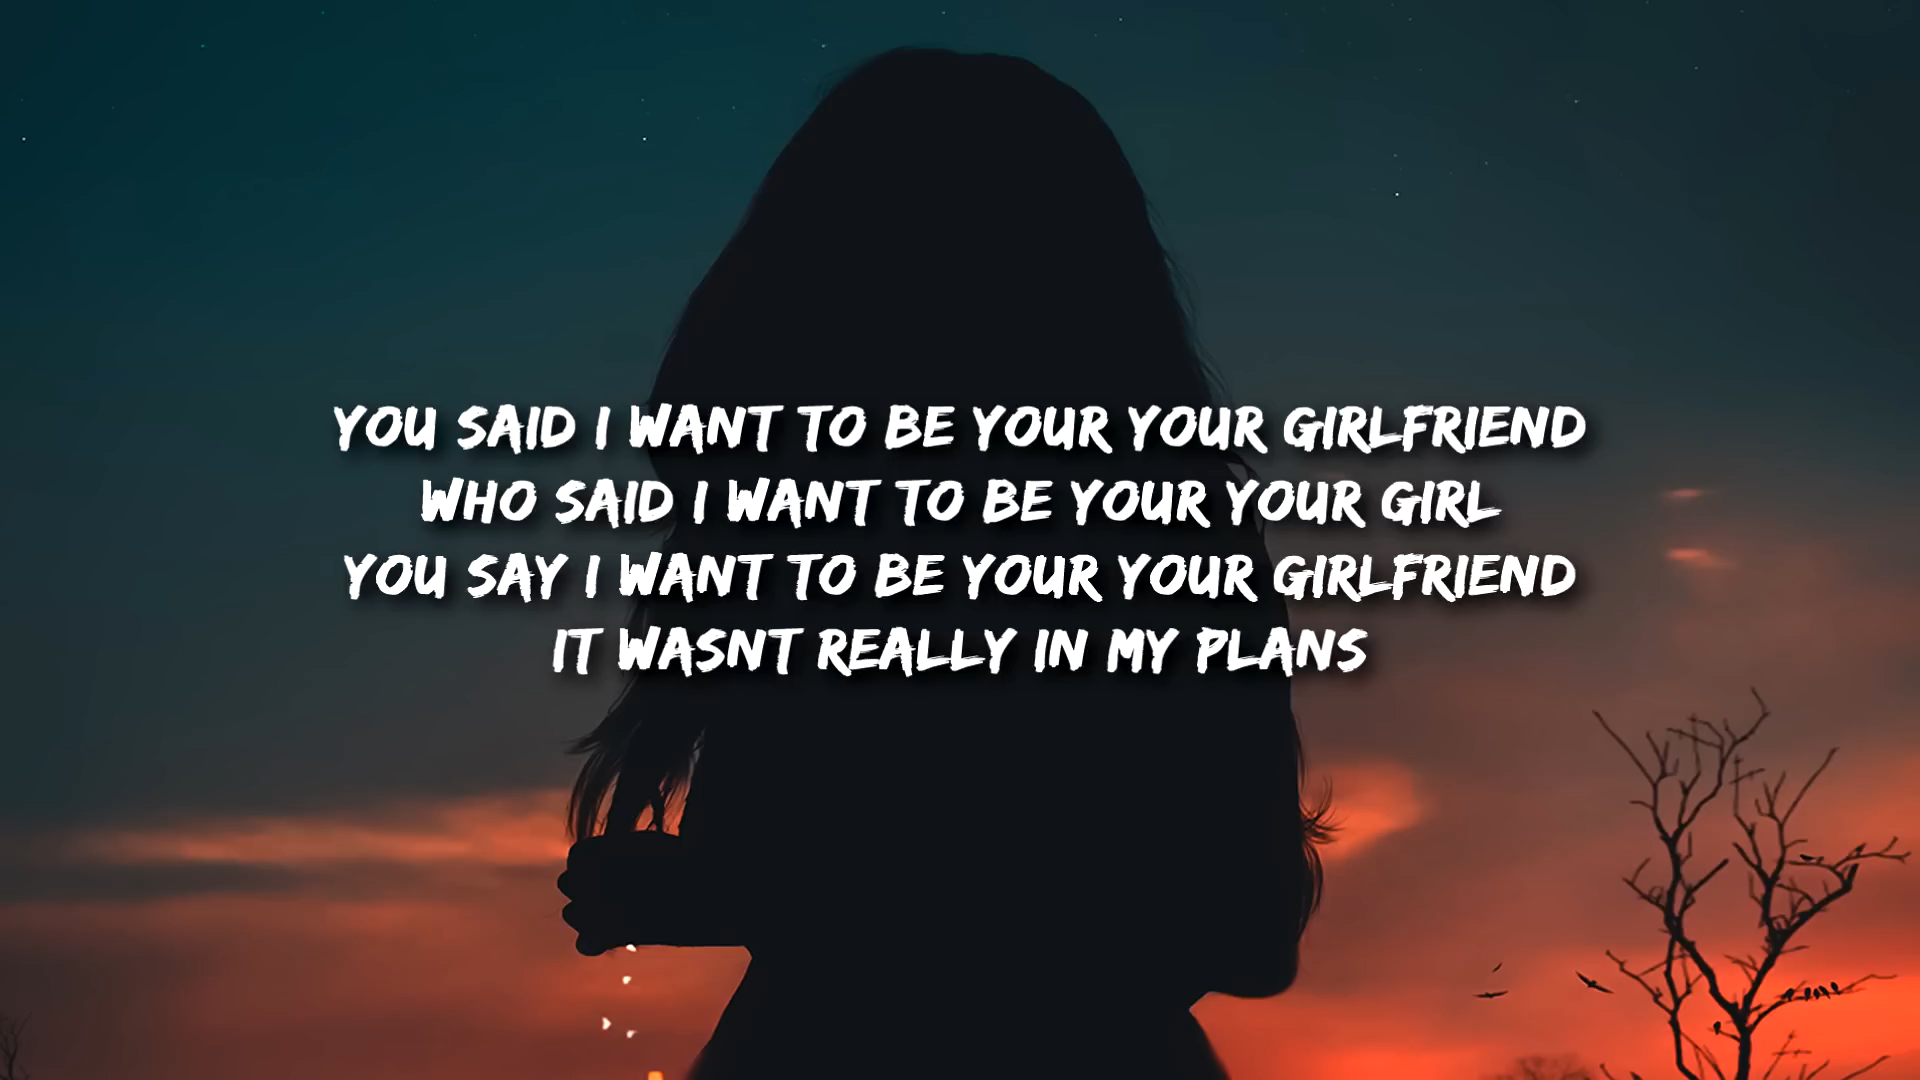 YOU SAID I WANT TO BE YOUR YOUR GIRLFRIEND
WHO SAID I WANT TO BE YOUR YOUR GIRL
YOU SAY I WANT TO BE YOUR YOUR GIRLFRIEND
IT WASNT REALLY IN MY PLANS